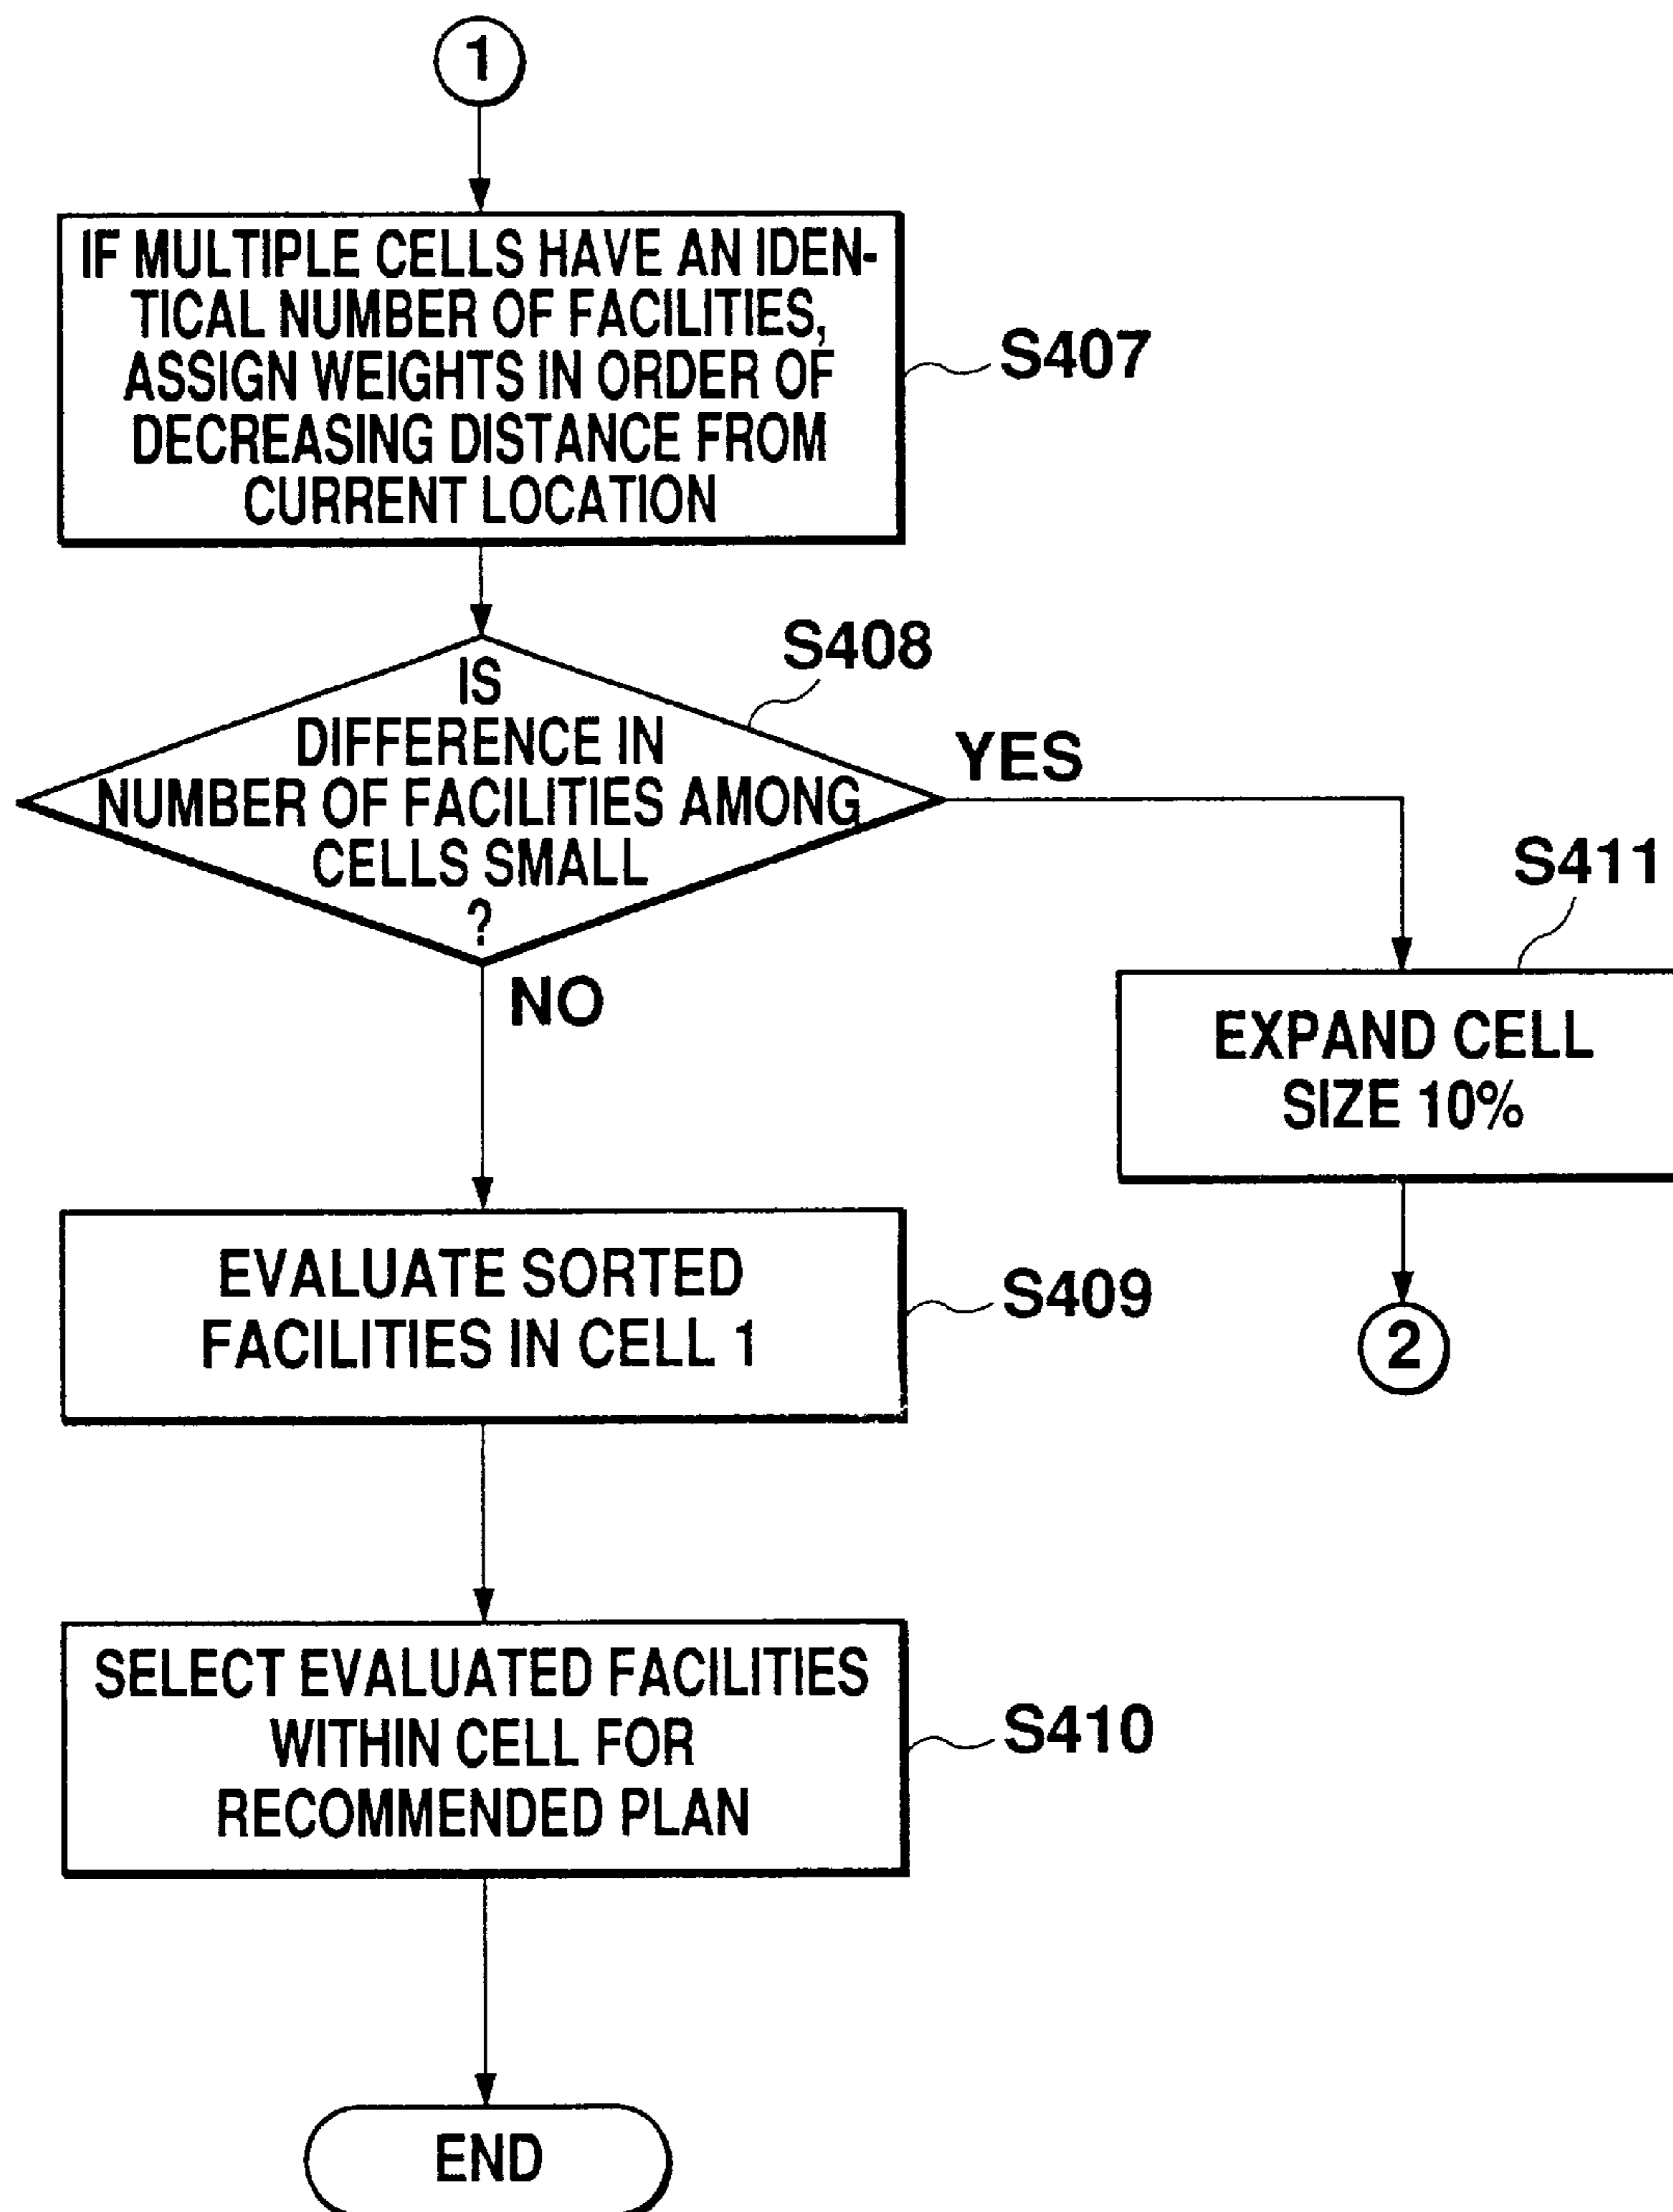 1
IF MULTIPLE CELLS HAVE AN IDEN-
TICAL NUMBER OF FACILITIES,
ASSIGN WEIGHTS IN ORDER OF
DECREASING DISTANCE FROM
CURRENT LOCATION
S407
S408
IS
DIFFERENCE IN
NUMBER OF FACILITIES AMONG
CELLS SMALL
?
YES
NO
S411
EXPAND CELL
SIZE 10%
2
EVALUATE SORTED
FACILITIES IN CELL 1
S409
SELECT EVALUATED FACILITIES
WITHIN CELL FOR
RECOMMENDED PLAN
S410
END